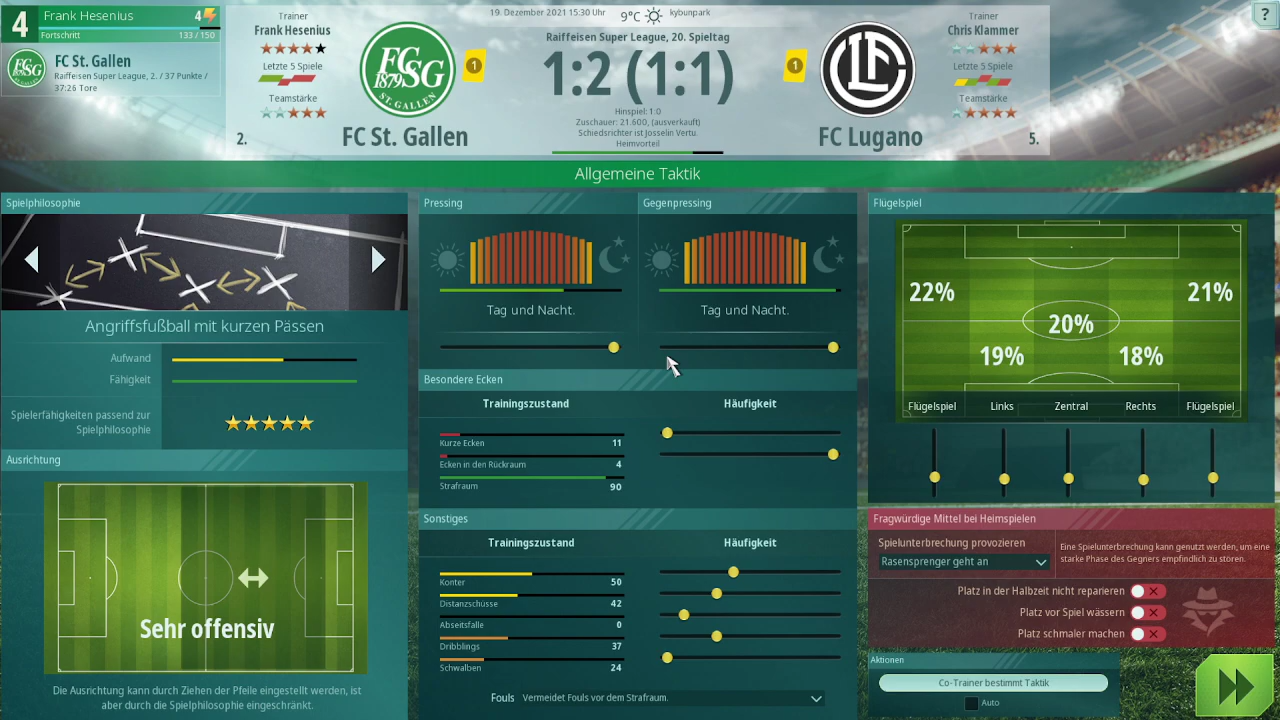 4
Frank Hesenius
4
Fortschritt
133 / 150
FC St. Gallen
Raiffeisen Super League, 2. / 37 Punkte /
37:26 Tore
Trainer
Frank Hesenius
Letzte 5 Spiele
Teamstärke
2.
FC SG
1879
ST. GALLEN
1
FC St. Gallen
19. Dezember 2021 15:30 Uhr
9°C
kybunpark
Raiffeisen Super League, 20. Spieltag
1:2 (1:1)
Hinspiel: 1:0
Zuschauer: 21.600, (ausverkauft)
Schiedsrichter ist Josselin Vertu.
Heimvorteil
1
FC Lugano
Trainer
Chris Klammer
Letzte 5 Spiele
Teamstärke
5.
?
Allgemeine Taktik
Spielphilosophie
Angriffsfußball mit kurzen Pässen
Aufwand
Fähigkeit
Spielerfähigkeiten passend zur
Spielphilosophie
Ausrichtung
Sehr offensiv
Die Ausrichtung kann durch Ziehen der Pfeile eingestellt werden, ist
aber durch die Spielphilosophie eingeschränkt.
Pressing
Tag und Nacht.
Gegenpressing
Tag und Nacht.
Besondere Ecken
Trainingszustand
Häufigkeit
Kurze Ecken
11
Ecken in den Rückraum
4
Strafraum
90
Sonstiges
Trainingszustand
Häufigkeit
Konter
50
Distanzschüsse
42
Abseitsfalle
0
Dribblings
37
Schwalben
24
Fouls
Vermeidet Fouls vor dem Strafraum.
Flügelspiel
22%
21%
20%
19%
18%
Flügelspiel
Links
Zentral
Rechts
Flügelspiel
Fragwürdige Mittel bei Heimspielen
Spielunterbrechung provozieren
Rasensprenger geht an
Eine Spielunterbrechung kann genutzt werden, um eine
starke Phase des Gegners empfindlich zu stören.
Platz in der Halbzeit nicht reparieren
Platz vor Spiel wässern
Platz schmaler machen
Aktionen
Co-Trainer bestimmt Taktik
Auto